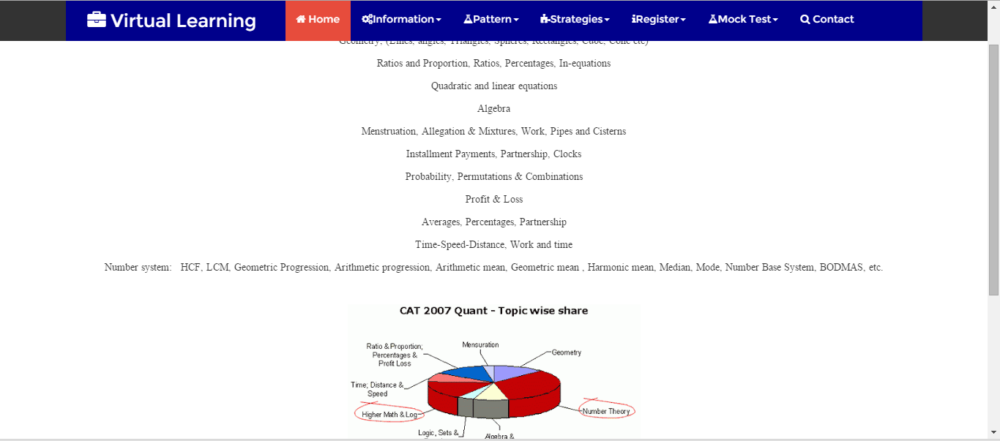 Virtual Learning
Home Information Pattern Strategies Register Mock Test Contact
Geometry, (Lines, angles, Triangles, Spheres, Rectangles, Cube, Cone etc)
Ratios and Proportion, Ratios, Percentages, In-equations
Quadratic and linear equations
Algebra
Menstruation, Allegation & Mixtures, Work, Pipes and Cisterns
Installment Payments, Partnership, Clocks
Probability, Permutations & Combinations
Profit & Loss
Averages, Percentages, Partnership
Time-Speed-Distance, Work and time
Number system: HCF, LCM, Geometric Progression, Arithmetic progression, Arithmetic mean, Geometric mean , Harmonic mean, Median, Mode, Number Base System, BODMAS, etc.
CAT 2007 Quant - Topic wise share
Ratio & Proportion;
Percentages &
Profit Loss
Mensuration
Geometry
Time; Distance &
Speed
Higher Math & Log
Number Theory
Logic, Sets &
Algebra &